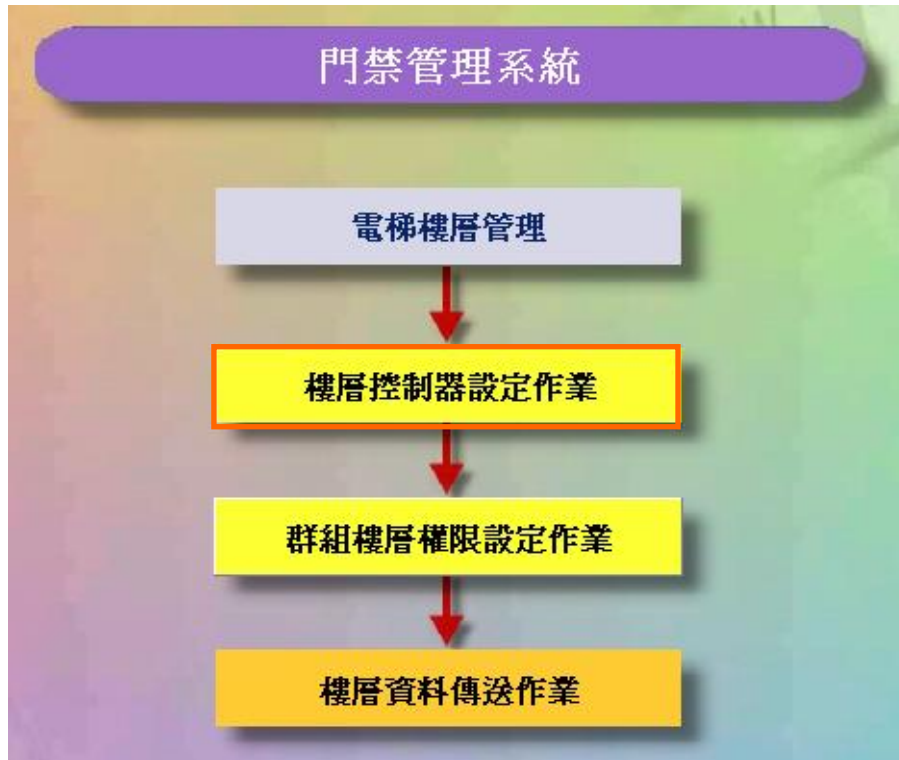 門禁管理系統
電梯樓層管理
樓層控制器設定作業
群組樓層權限設定作業
樓層資料傳送作業